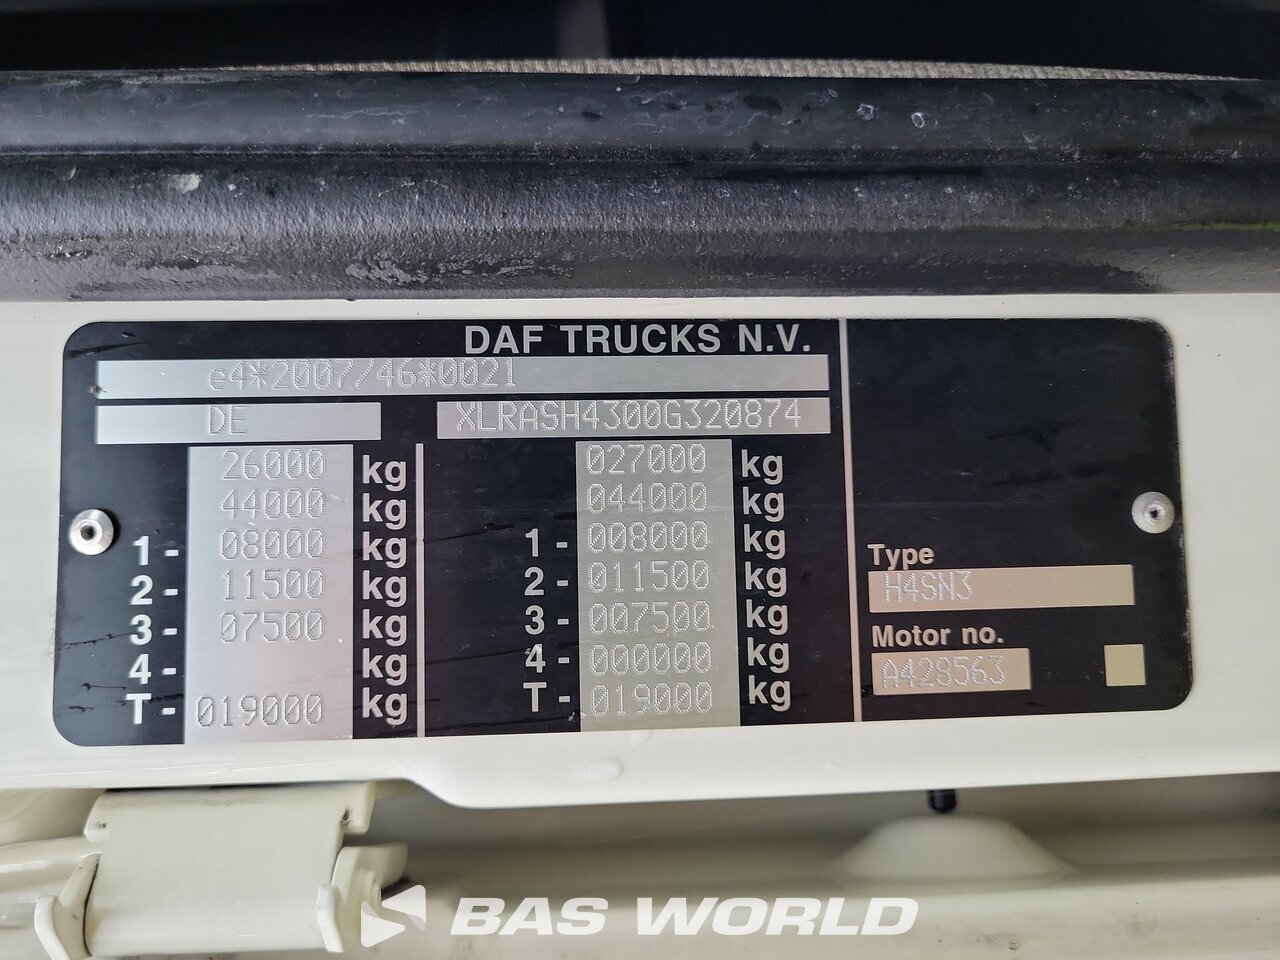 DAF TRUCKS N.V.
e4*2007/46*0021
DE XLRASH4300G320874
26000 kg 027000 kg
44000 kg 044000 kg
1- 08000 kg 1- 008000 kg
2- 11500 kg 2- 011500 kg
3- 07500 kg 3- 007500 kg
4- kg 4- 000000 kg
T- 019000 kg T- 019000 kg
Type
H4SN3
Motor no.
A428563
BAS WORLD